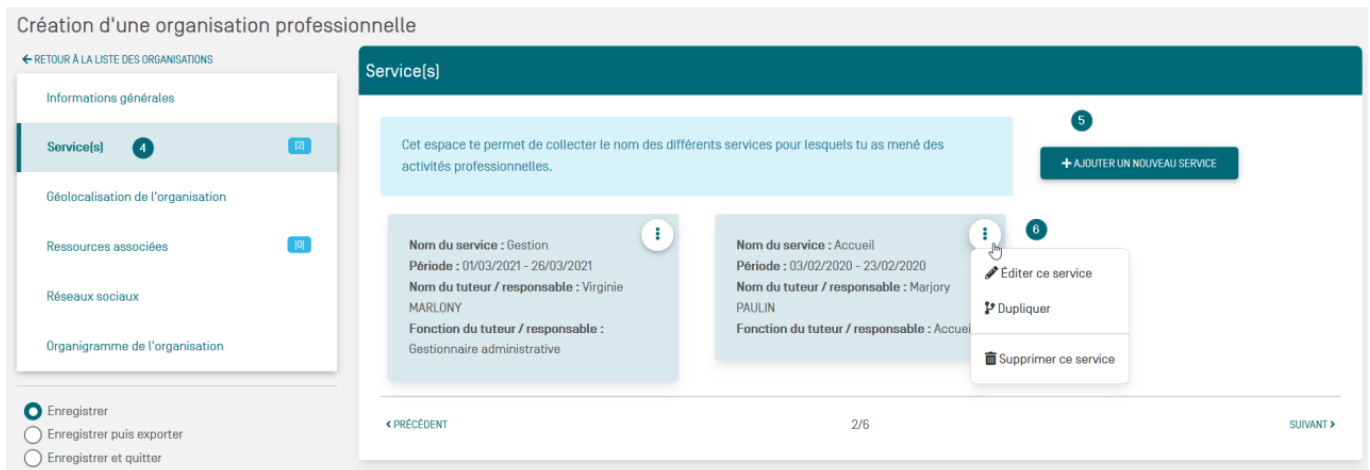 Création d'une organisation professionnelle
RETOUR À LA LISTE DES ORGANISATIONS
Informations générales
Service(s) 4 [2]
Géolocalisation de l'organisation
Ressources associées [0]
Réseaux sociaux
Organigramme de l'organisation
Enregistrer
Enregistrer puis exporter
Enregistrer et quitter
Service(s)
Cet espace te permet de collecter le nom des différents services pour lesquels tu as mené des
activités professionnelles.
5
+ AJOUTER UN NOUVEAU SERVICE
Nom du service : Gestion
Période : 01/03/2021 - 26/03/2021
Nom du tuteur / responsable : Virginie
MARLONY
Fonction du tuteur / responsable :
Gestionnaire administrative
Nom du service : Accueil
Période : 03/02/2020 - 23/02/2020
Nom du tuteur / responsable : Marjory
PAULIN
Fonction du tuteur / responsable : Accuei
6
Éditer ce service
Dupliquer
Supprimer ce service
PRÉCÉDENT
2/6
SUIVANT